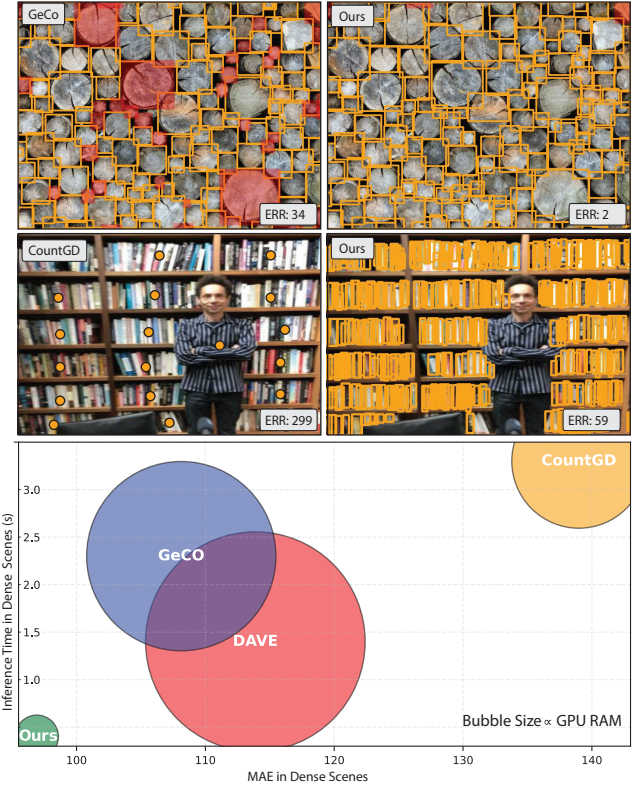 GeCo
Ours
ERR: 34
ERR: 2
CountGD
Ours
ERR: 299
ERR: 59
Inference Time in Dense Scenes (s)
3.0
2.5
2.0
1.5
1.0
CountGD
GeCO
DAVE
Ours
Bubble Size ∝ GPU RAM
100
110
120
130
140
MAE in Dense Scenes